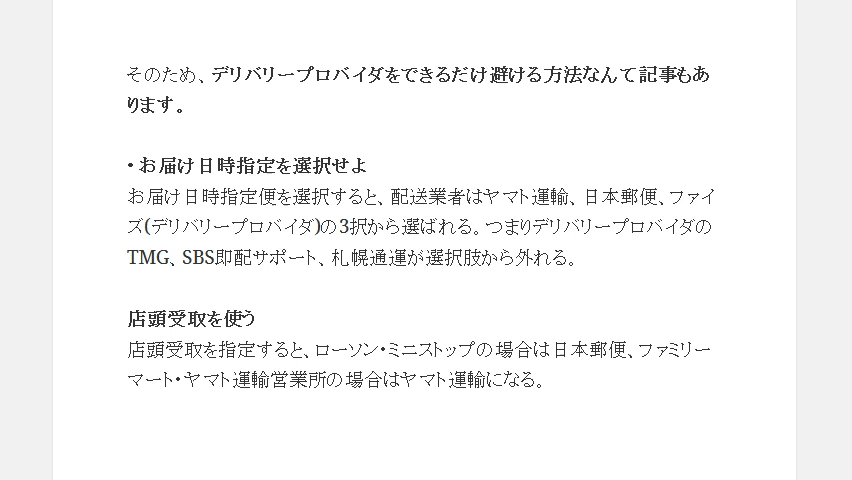 そのため、デリバリープロバイダをできるだけ避ける方法なんて記事もあ
ります。
・お届け日時指定を選択せよ
お届け日時指定便を選択すると、配送業者はヤマト運輸、日本郵便、ファイ
ズ(デリバリープロバイダ)の3択から選ばれる。つまりデリバリープロバイダの
TMG、SBS即配サポート、札幌通運が選択肢から外れる。
店頭受取を使う
店頭受取を指定すると、ローソン・ミニストップの場合は日本郵便、ファミリー
マート・ヤマト運輸営業所の場合はヤマト運輸になる。